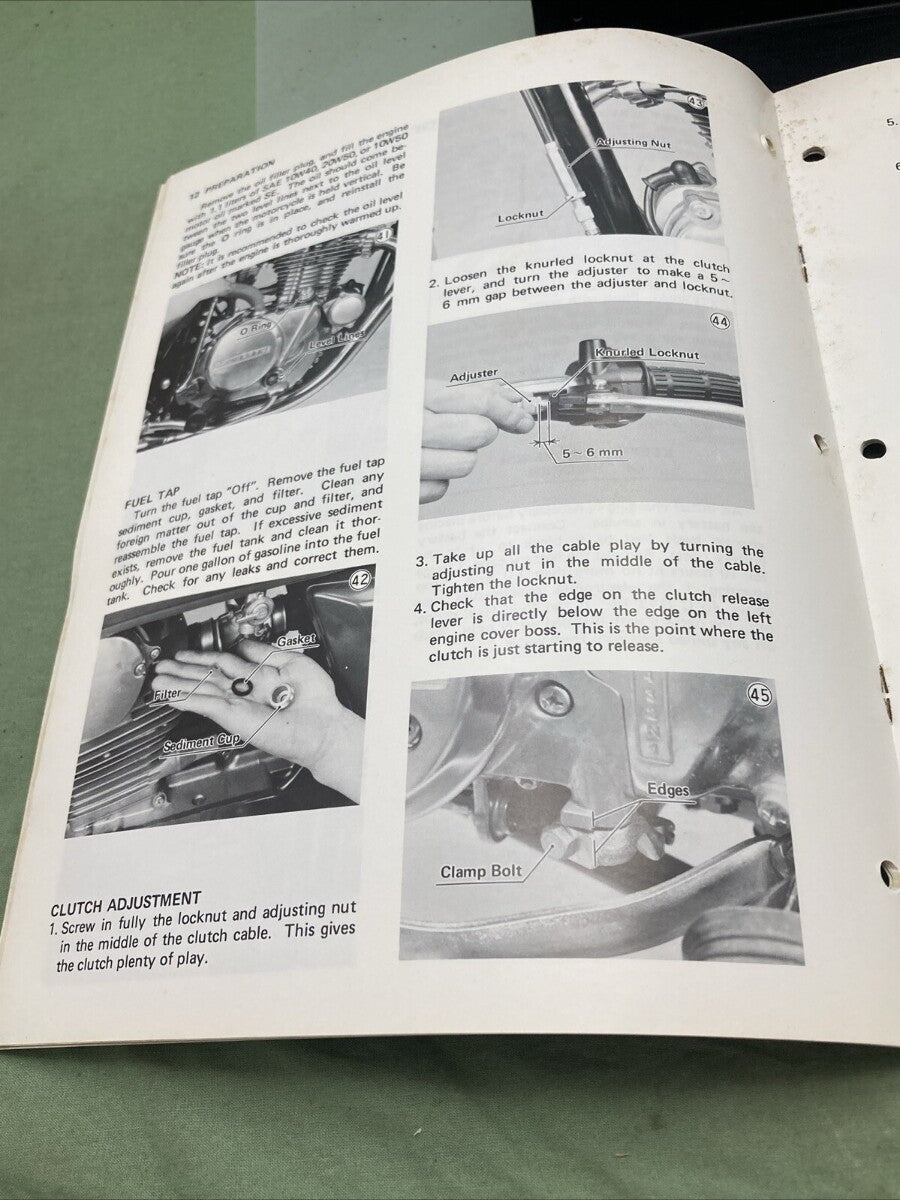 12 PREPARATION
Remove the oil filler plug, and fill the engine
with 1.1 liters of SAE 10W40, 20W50, or 10W50
motor oil marked SE. The oil should come be-
tween the two level lines next to the oil level
gauge when the motorcycle is held vertical. Be
sure the O ring is in place, and reinstall the
filler plug.
NOTE: It is recommended to check the oil level
again after the engine is thoroughly warmed up.
41
O Ring
Level Lines
FUEL TAP
Turn the fuel tap "Off". Remove the fuel tap
sediment cup, gasket, and filter. Clean any
foreign matter out of the cup and filter, and
reassemble the fuel tap. If excessive sediment
exists, remove the fuel tank and clean it thor-
oughly. Pour one gallon of gasoline into the fuel
tank. Check for any leaks and correct them.
42
Gasket
Filter
Sediment Cup
CLUTCH ADJUSTMENT
1. Screw in fully the locknut and adjusting nut
in the middle of the clutch cable. This gives
the clutch plenty of play.
43
Adjusting Nut
Locknut
2. Loosen the knurled locknut at the clutch
lever, and turn the adjuster to make a 5~
6 mm gap between the adjuster and locknut.
44
Knurled Locknut
Adjuster
5~6 mm
3. Take up all the cable play by turning the
adjusting nut in the middle of the cable.
Tighten the locknut.
4. Check that the edge on the clutch release
lever is directly below the edge on the left
engine cover boss. This is the point where the
clutch is just starting to release.
45
Edges
Clamp Bolt
5.